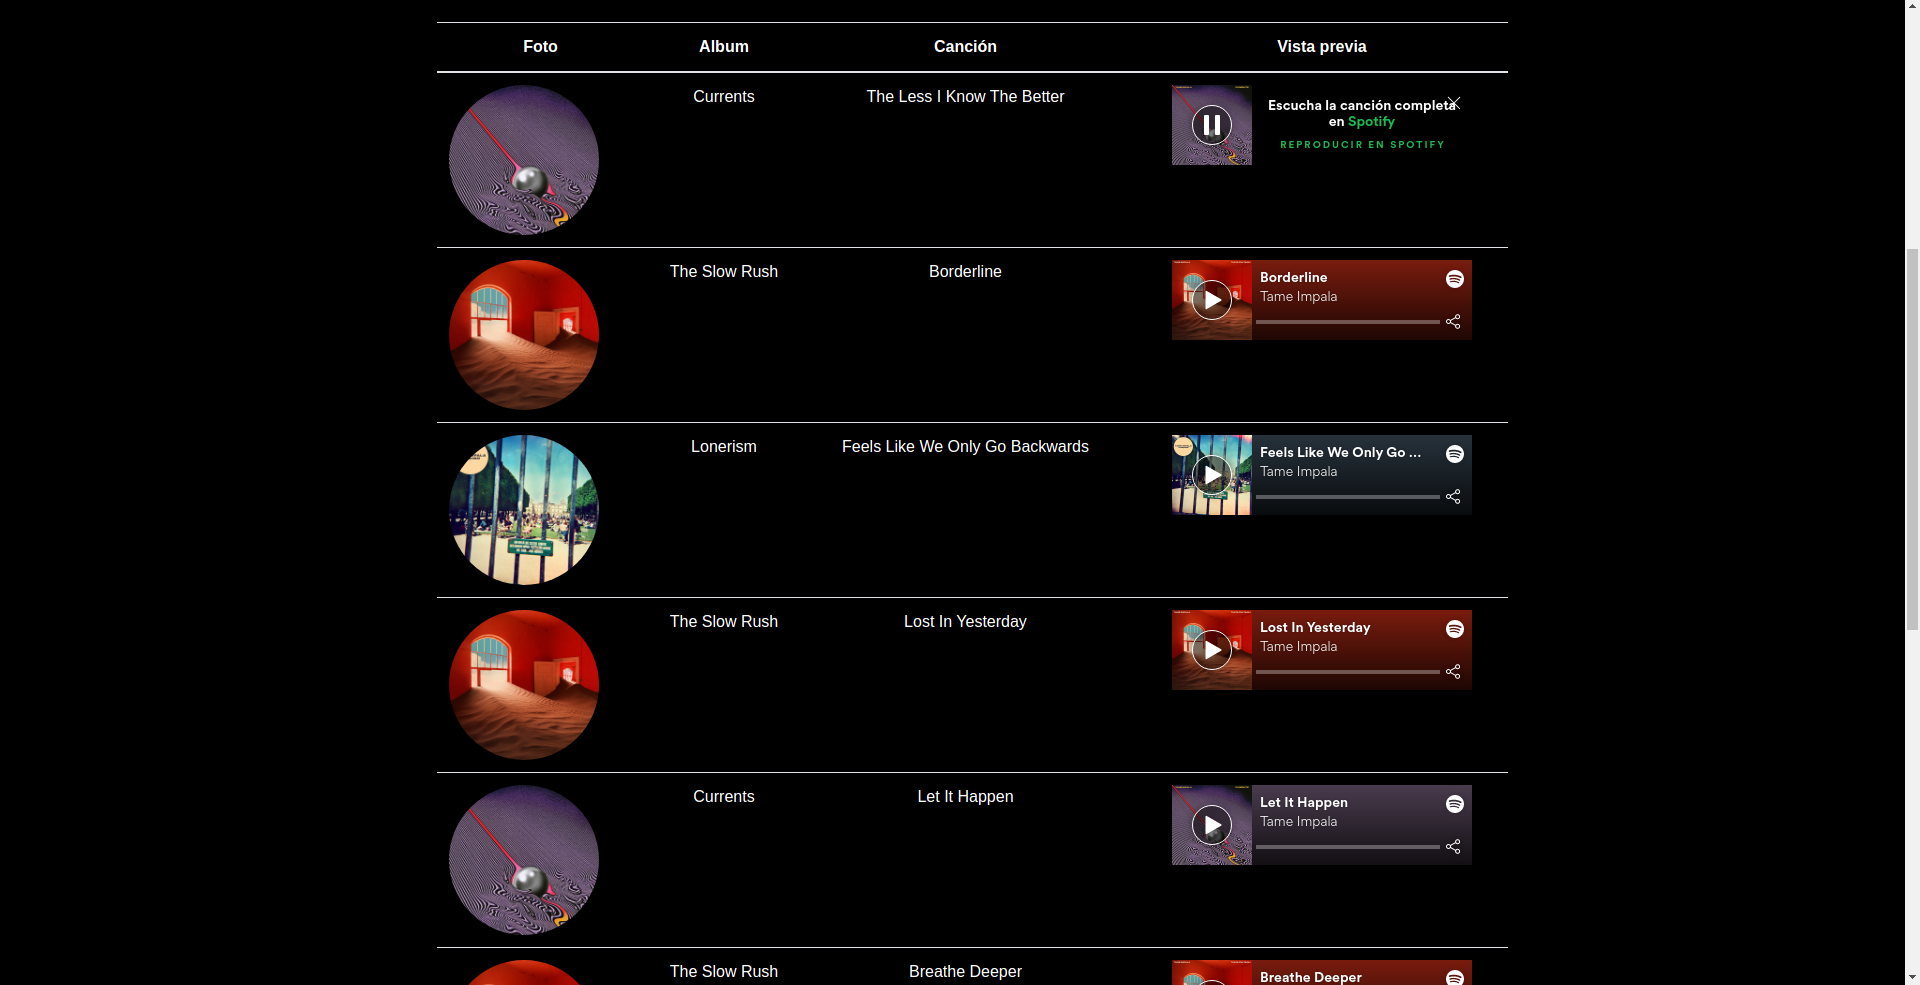 Foto Album Canción Vista previa
Currents The Less I Know The Better
Escucha la canción completa
en Spotify
REPRODUCIR EN SPOTIFY
The Slow Rush Borderline Borderline
Tame Impala
Lonerism Feels Like We Only Go Backwards Feels Like We Only Go ...
Tame Impala
The Slow Rush Lost In Yesterday Lost In Yesterday
Tame Impala
Currents Let It Happen Let It Happen
Tame Impala
The Slow Rush Breathe Deeper Breathe Deeper